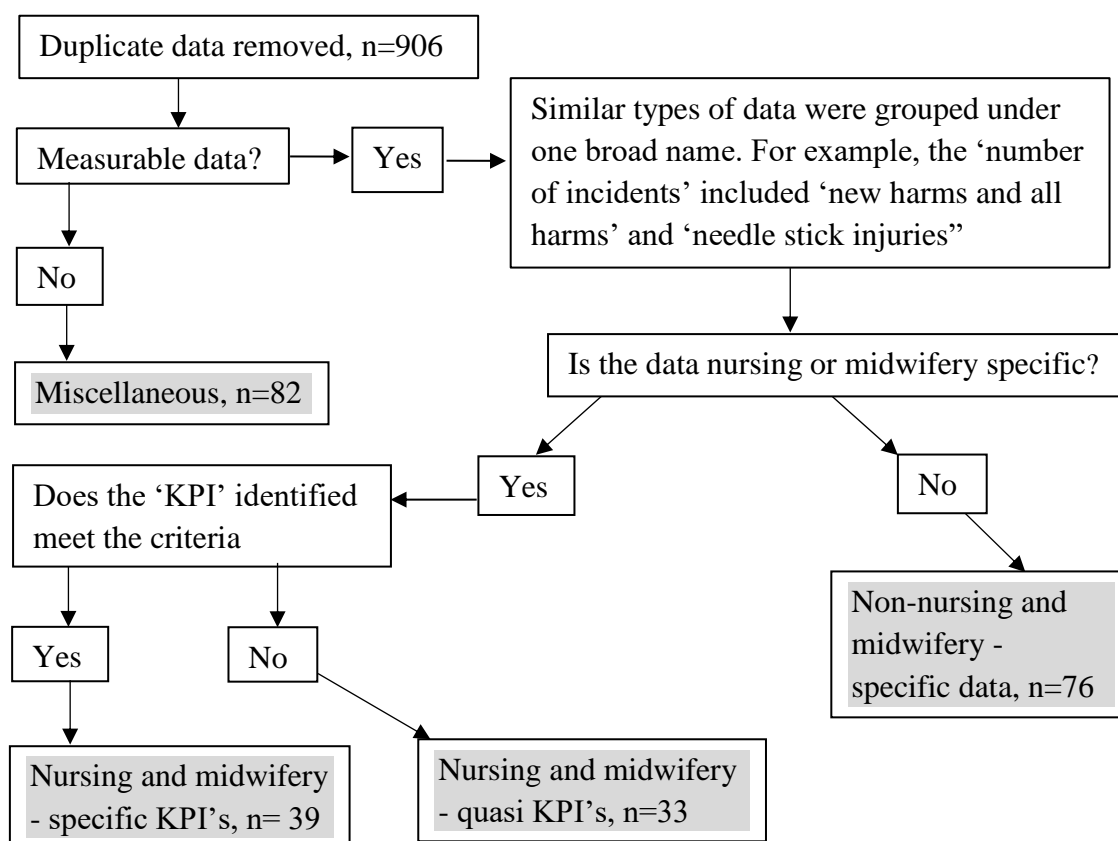 Duplicate data removed, n=906
Measurable data?
Yes
Similar types of data were grouped under
one broad name. For example, the ‘number
of incidents’ included ‘new harms and all
harms’ and ‘needle stick injuries”
No
Miscellaneous, n=82
Is the data nursing or midwifery specific?
Yes
No
Does the ‘KPI’ identified
meet the criteria
Non-nursing and
midwifery -
specific data, n=76
Yes
No
Nursing and midwifery
- specific KPI’s, n= 39
Nursing and midwifery
- quasi KPI’s, n=33